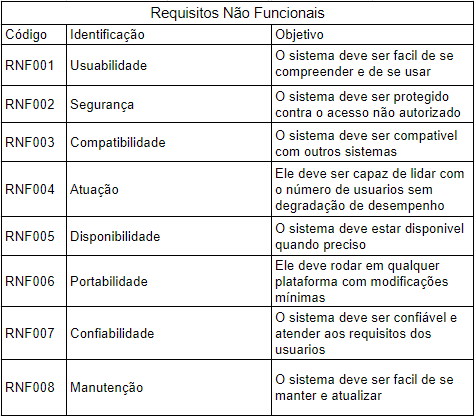 Requisitos Não Funcionais
Código Identificação Objetivo
RNF001 Usuabilidade O sistema deve ser facil de se
compreender e de se usar
RNF002 Segurança O sistema deve ser protegido
contra o acesso não autorizado
RNF003 Compatibilidade O sistema deve ser compativel
com outros sistemas
RNF004 Atuação Ele deve ser capaz de lidar com
o número de usuarios sem
degradação de desempenho
RNF005 Disponibilidade O sistema deve estar disponivel
quando preciso
RNF006 Portabilidade Ele deve rodar em qualquer
plataforma com modificações
mínimas
RNF007 Confiabilidade O sistema deve ser confiável e
atender aos requisitos dos
usuarios
RNF008 Manutenção O sistema deve ser facil de se
manter e atualizar